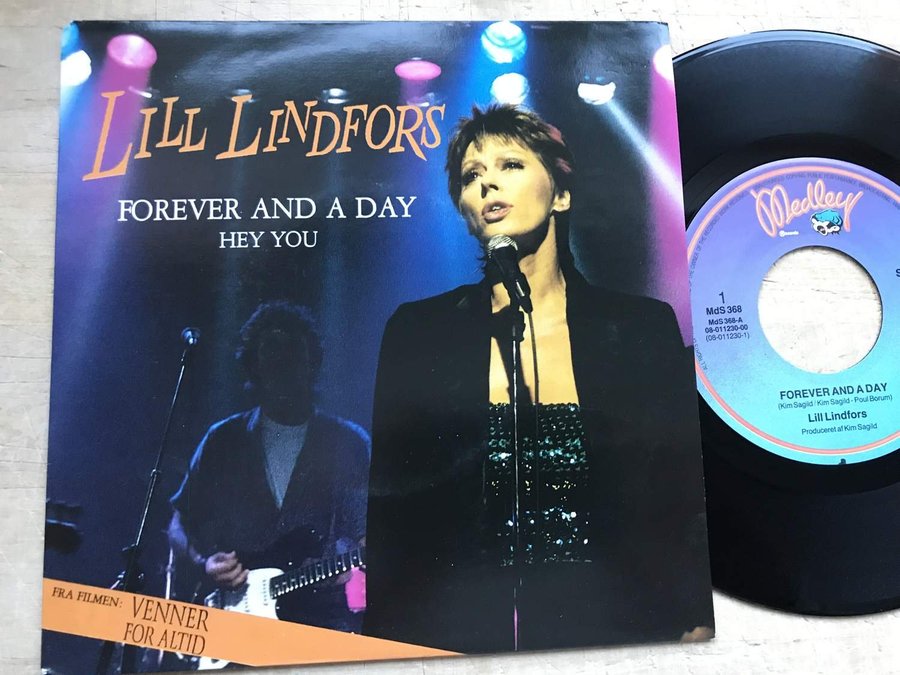 LILL LINDFORS
FOREVER AND A DAY
HEY YOU
FRA FILMEN: VENNER
FOR ALTID
Medley
Records
1
MdS 368
MdS 368-A
08-011230-00
(08-011230-1)
FOREVER AND A DAY
(Kim Sagild / Kim Sagild - Poul Borum)
Lill Lindfors
Produceret af Kim Sagild